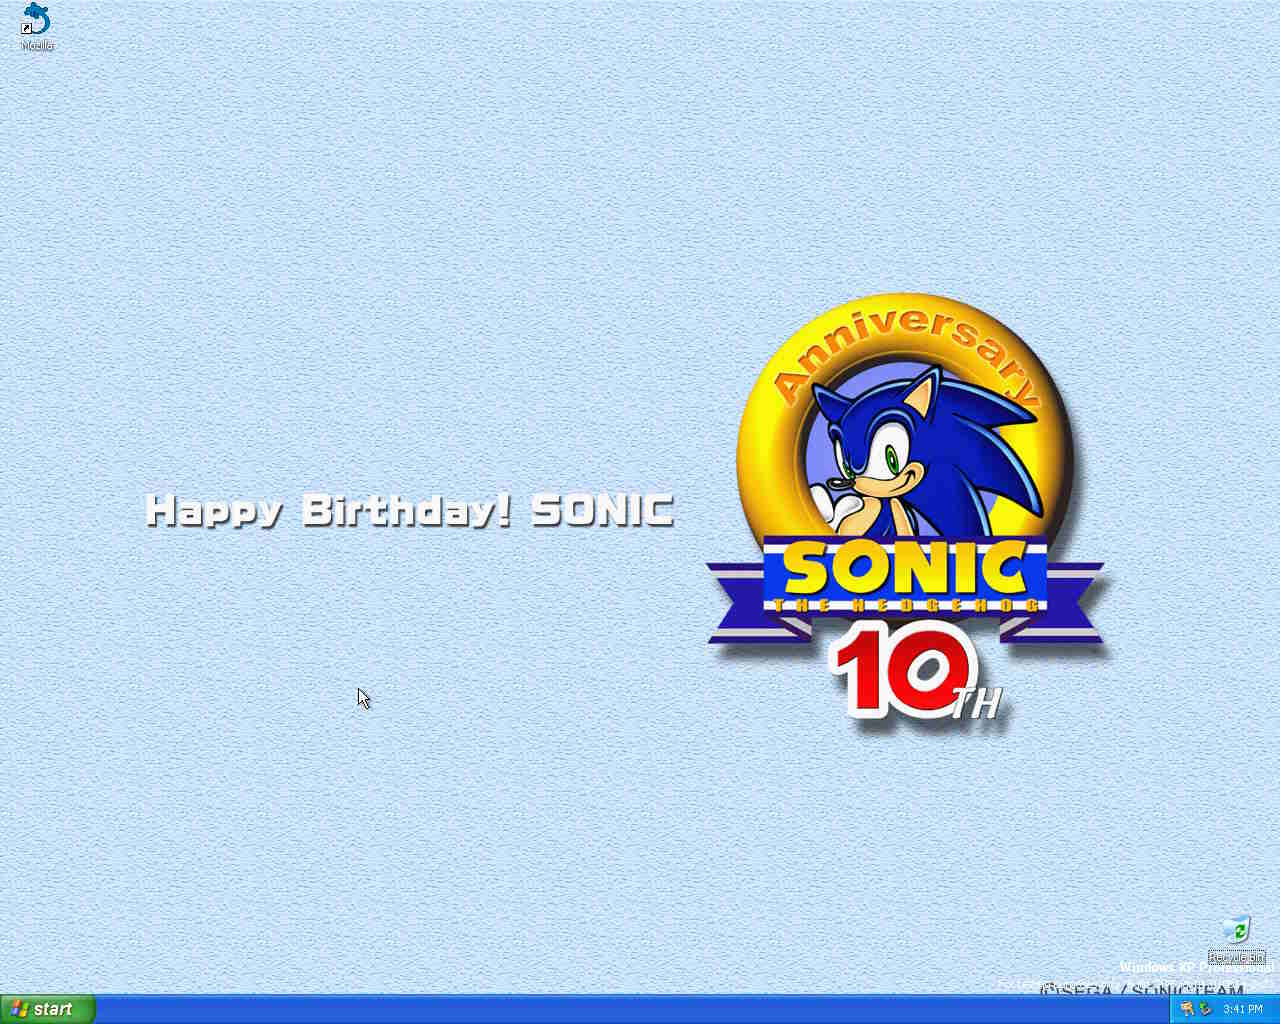 Mozilla
Anniversary
Happy Birthday! SONIC
SONIC
THE HEDGEHOG
10TH
Recycle Bin
Windows XP Professional
(C)SEGA / SONICTEAM
start
3:41 PM